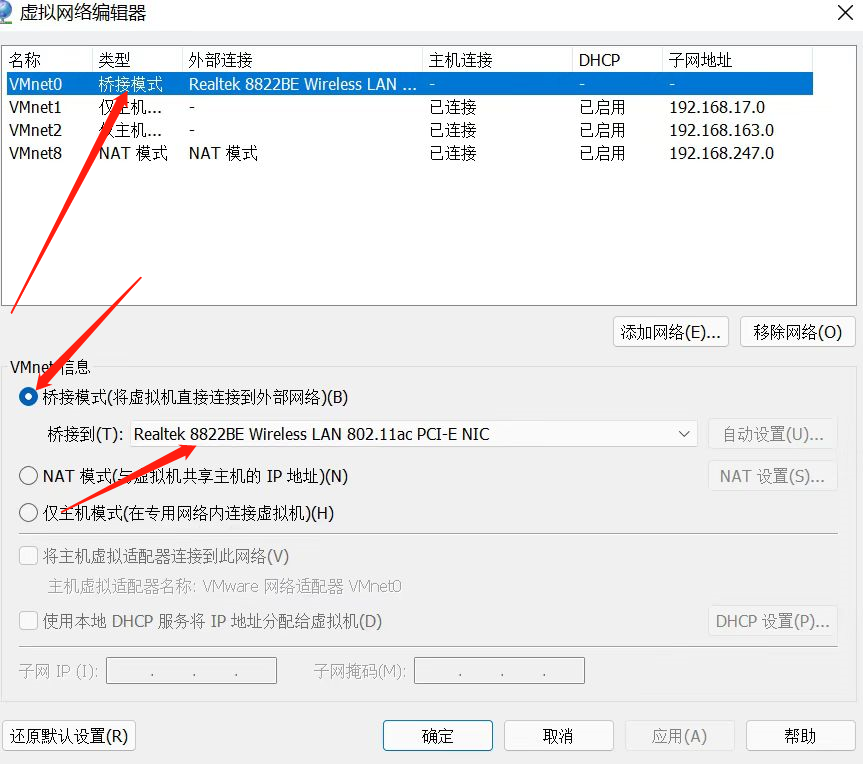 虚拟网络编辑器
名称 类型 外部连接 主机连接 DHCP 子网地址
VMnet0 桥接模式 Realtek 8822BE Wireless LAN ... - - -
VMnet1 仅主机... - 已连接 已启用 192.168.17.0
VMnet2 仅主机... - 已连接 已启用 192.168.163.0
VMnet8 NAT 模式 NAT 模式 已连接 已启用 192.168.247.0
添加网络(E)... 移除网络(O)
VMnet 信息
桥接模式(将虚拟机直接连接到外部网络)(B)
桥接到(T): Realtek 8822BE Wireless LAN 802.11ac PCI-E NIC 自动设置(U)...
NAT 模式(与虚拟机共享主机的 IP 地址)(N) NAT 设置(S)...
仅主机模式(在专用网络内连接虚拟机)(H)
将主机虚拟适配器连接到此网络(V)
主机虚拟适配器名称: VMware 网络适配器 VMnet0
使用本地 DHCP 服务将 IP 地址分配给虚拟机(D) DHCP 设置(P)...
子网 IP (I): . . . 子网掩码(M): . . .
还原默认设置(R) 确定 取消 应用(A) 帮助